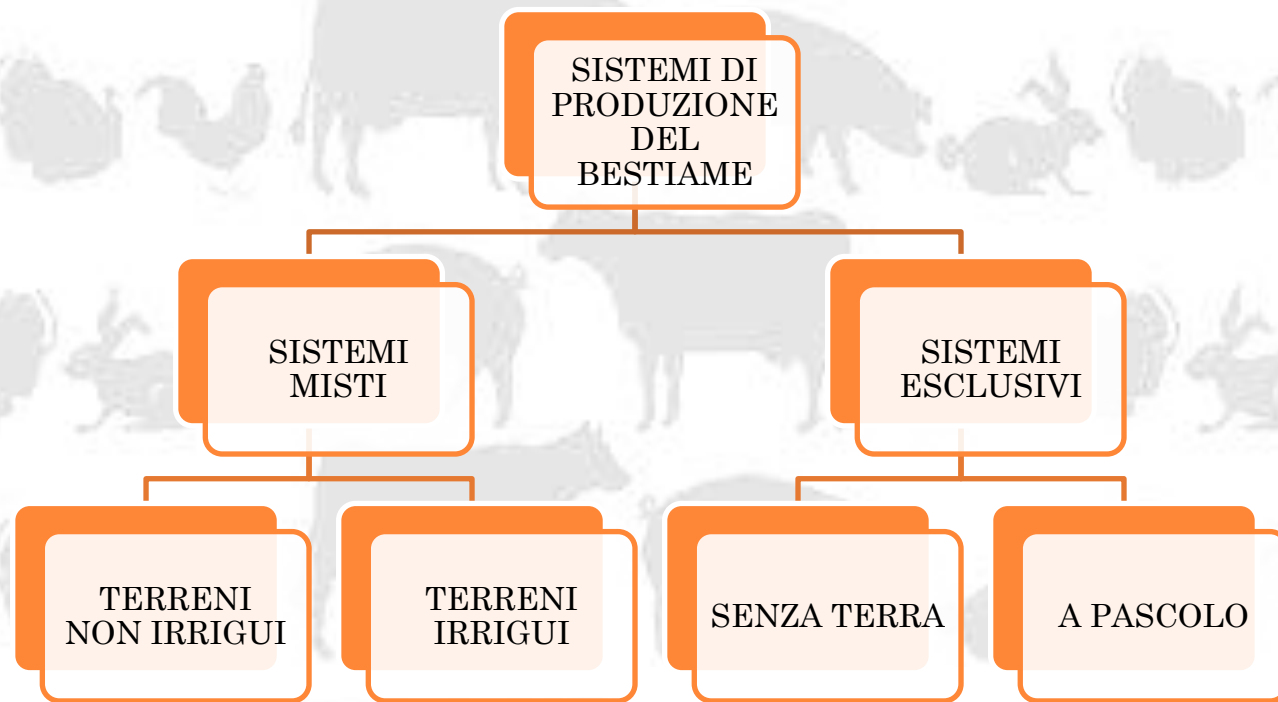 SISTEMI DI
PRODUZIONE
DEL
BESTIAME
SISTEMI
MISTI
SISTEMI
ESCLUSIVI
TERRENI
NON IRRIGUI
TERRENI
IRRIGUI
SENZA TERRA
A PASCOLO